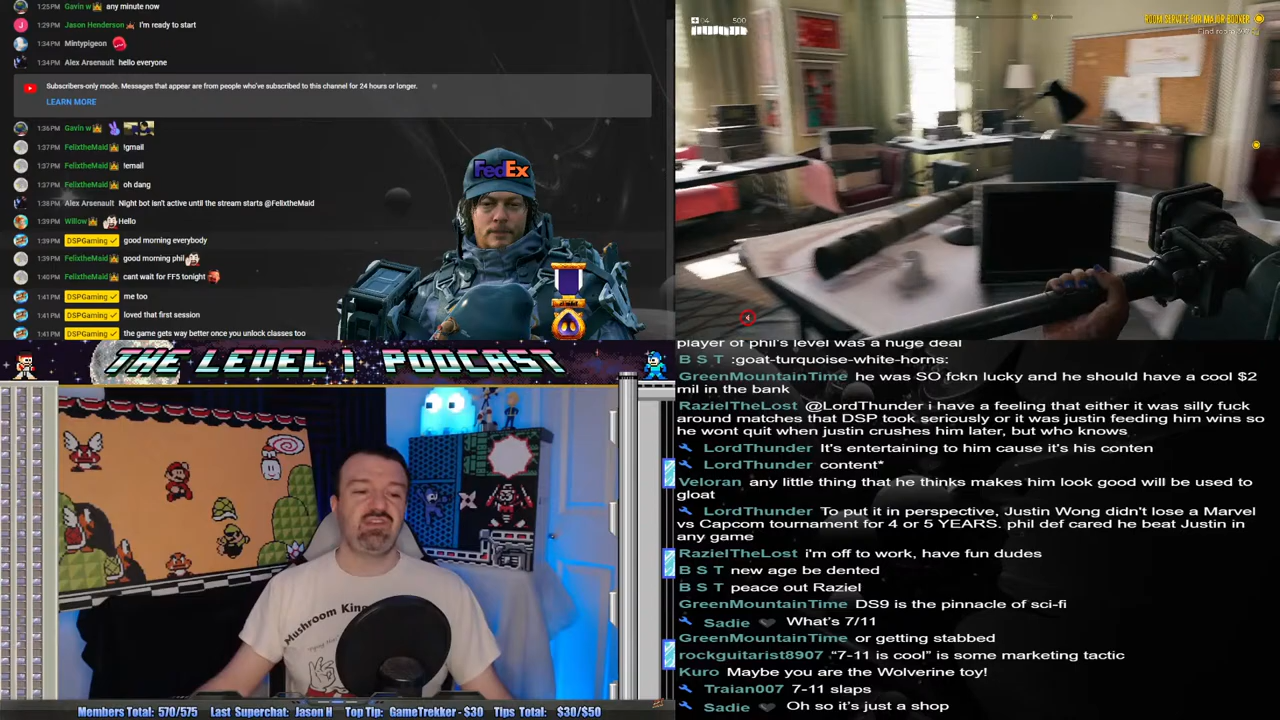 1:25PM Gavin w any minute now
1:29PM Jason Henderson I'm ready to start
1:34PM Mintypigeon
1:34PM Alex Arsenault hello everyone
Subscribers-only mode. Messages that appear are from people who've subscribed to this channel for 24 hours or longer.
LEARN MORE
1:36PM Gavin w
1:37PM FelixtheMaid !gmail
1:37PM FelixtheMaid !email
1:37PM FelixtheMaid oh dang
1:38PM Alex Arsenault Night bot isn't active until the stream starts @FelixtheMaid
1:39PM Willow Hello
1:39PM DSPGaming good morning everybody
1:39PM FelixtheMaid good morning phil
1:40PM FelixtheMaid cant wait for FF5 tonight
1:41PM DSPGaming me too
1:41PM DSPGaming loved that first session
1:41PM DSPGaming the game gets way better once you unlock classes too
FedEx
500
ROOM SERVICE FOR MAJOR BOOKER
Find room
THE LEVEL 1 PODCAST
Mushroom King
player of phil's level was a huge deal
B S T :goat-turquoise-white-horns:
GreenMountainTime he was SO fckn lucky and he should have a cool $2
mil in the bank
RazielTheLost @LordThunder i have a feeling that either it was silly fuck
around matches that DSP took seriously or it was justin feeding him wins so
he wont quit when justin crushes him later, but who knows
LordThunder It's entertaining to him cause it's his conten
LordThunder content*
Veloran any little thing that he thinks makes him look good will be used to
gloat
LordThunder To put it in perspective, Justin Wong didn't lose a Marvel
vs Capcom tournament for 4 or 5 YEARS. phil def cared he beat Justin in
any game
RazielTheLost i'm off to work, have fun dudes
B S T new age be dented
B S T peace out Raziel
GreenMountainTime DS9 is the pinnacle of sci-fi
Sadie What's 7/11
GreenMountainTime or getting stabbed
rockguitarist8907 “7-11 is cool” is some marketing tactic
Kuro Maybe you are the Wolverine toy!
Traian007 7-11 slaps
Sadie Oh so it's just a shop
Members Total: 570/575 Last Superchat: Jason H Top Tip: GameTrekker - $30 Tips Total: $30/$50